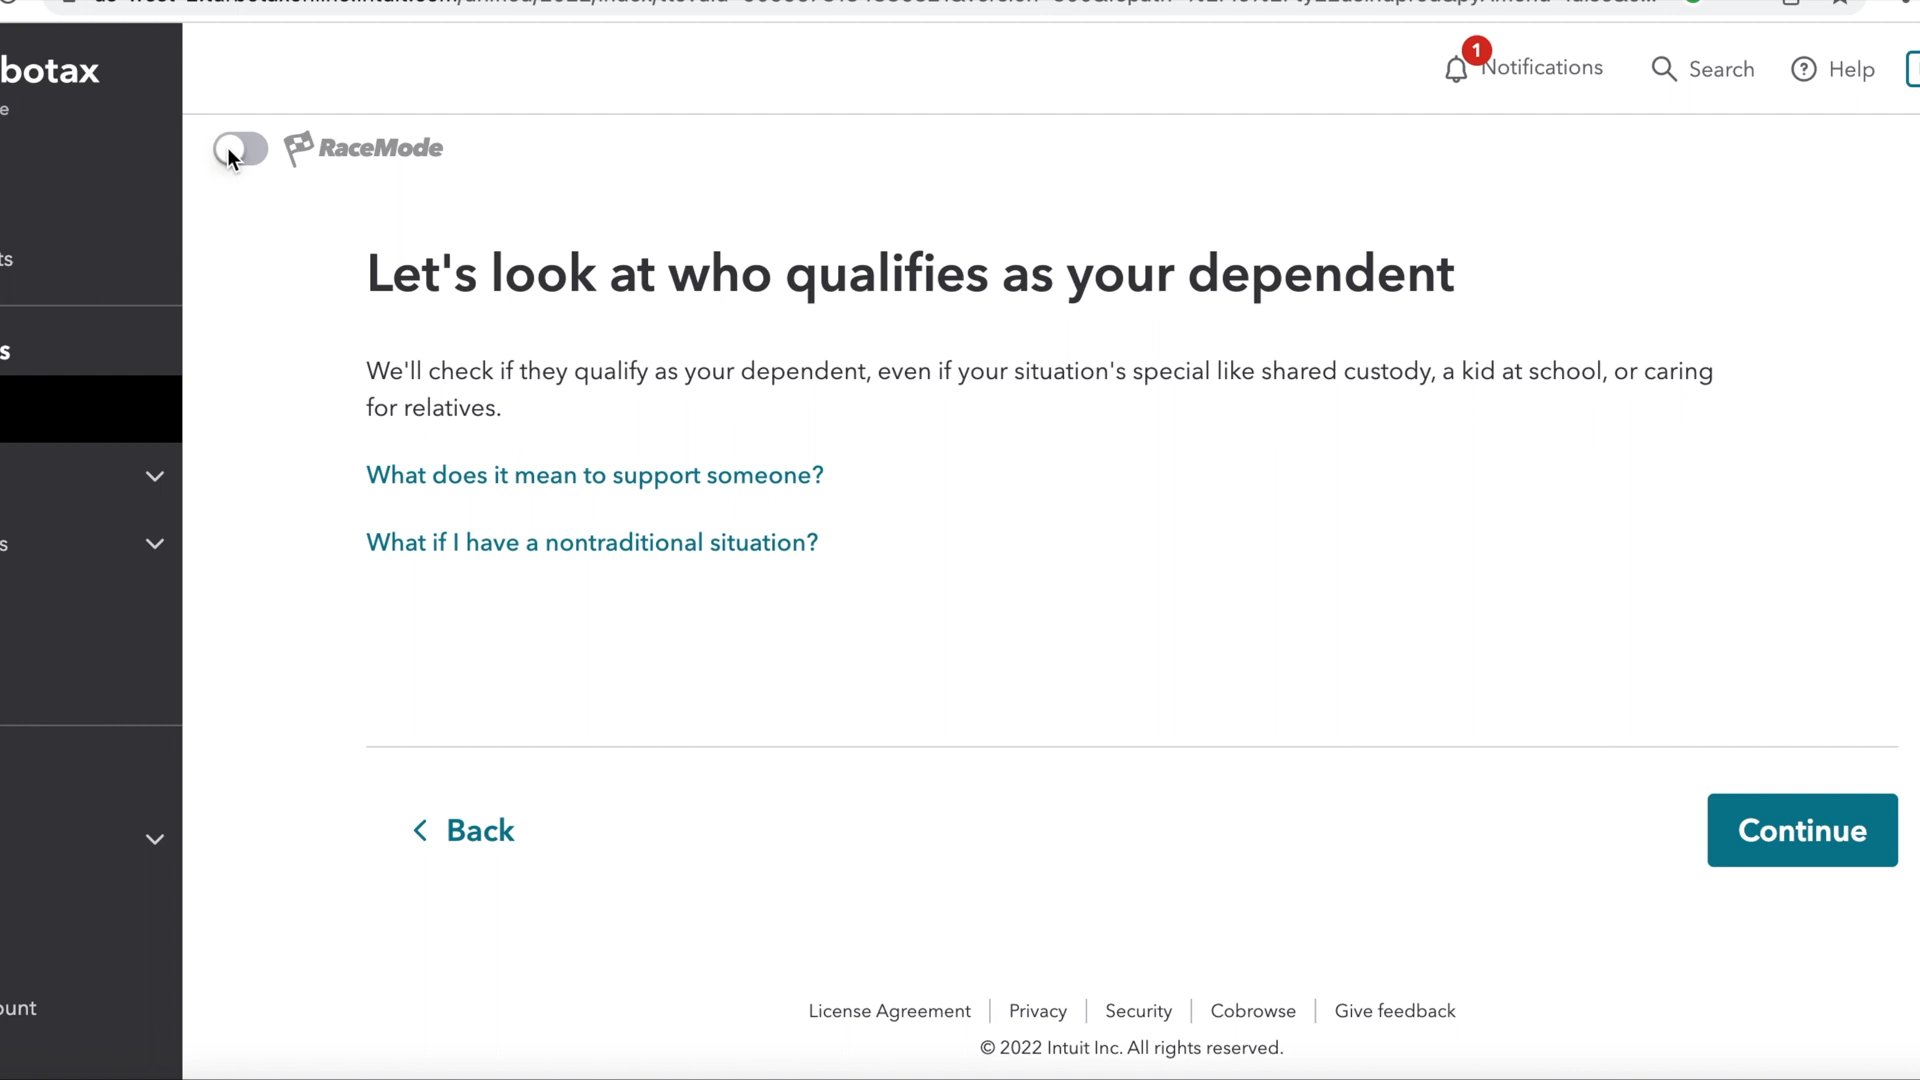 botax
e
1
Notifications
Search
Help
RaceMode
ts
s
s
ount
Let's look at who qualifies as your dependent
We'll check if they qualify as your dependent, even if your situation's special like shared custody, a kid at school, or caring
for relatives.
What does it mean to support someone?
What if I have a nontraditional situation?
Back
Continue
License Agreement
Privacy
Security
Cobrowse
Give feedback
© 2022 Intuit Inc. All rights reserved.